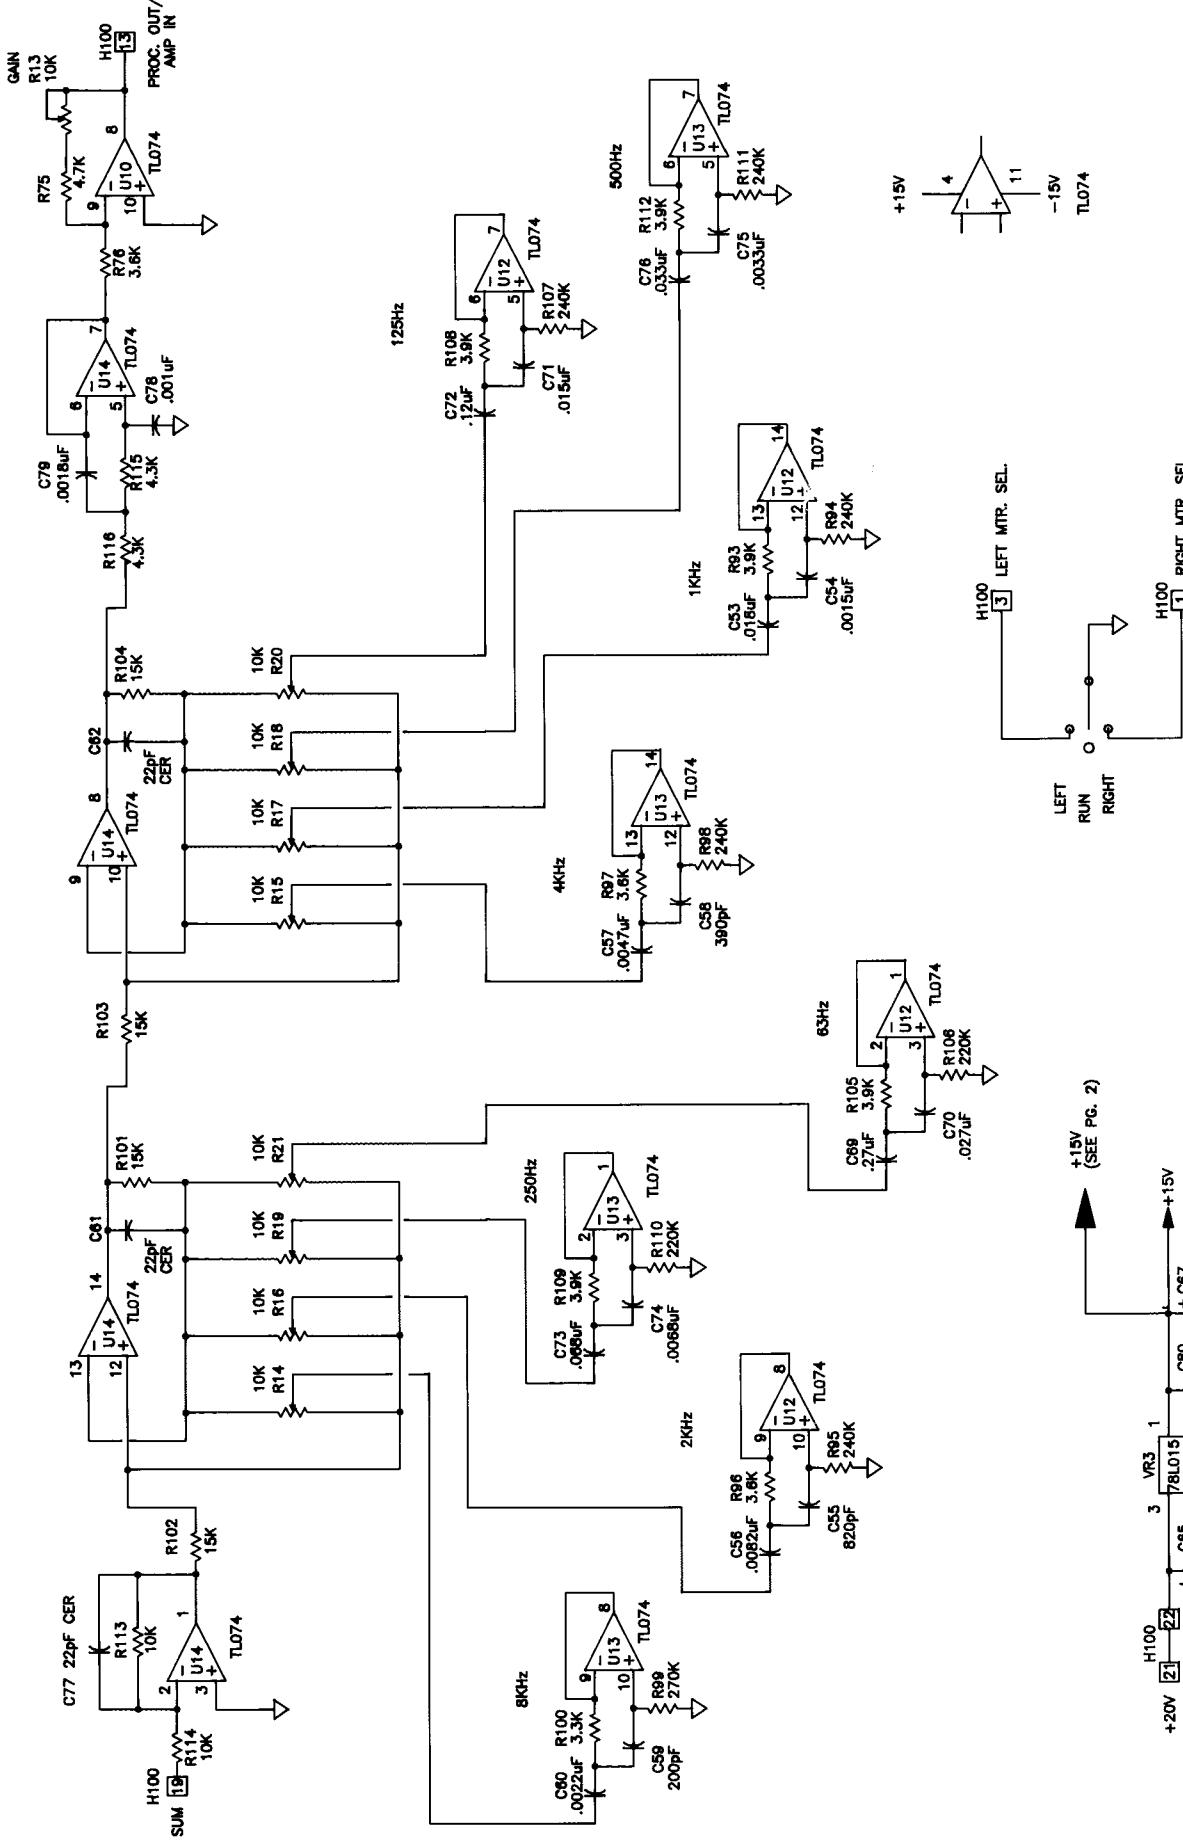 GAIN
R13
10K
H100
13
PROC. OUT/
AMP IN
R75
4.7K
9
10
U10
8
TL074
R76
3.6K
C79
.0018uF
6
5
U14
7
TL074
C78
.001uF
R115
4.3K
R116
4.3K
R104
15K
C62
22pF
CER
8
U14
TL074
9
10
10K
R20
10K
R18
10K
R17
10K
R15
R103
15K
R101
15K
C61
22pF
CER
14
U14
TL074
13
12
10K
R21
10K
R19
10K
R16
10K
R14
R102
15K
C77 22pF CER
R113
10K
1
U14
TL074
2
3
R114
10K
H100
19
SUM
125Hz
C72
.12uF
R108
3.9K
6
5
U12
7
TL074
R107
240K
C71
.015uF
500Hz
C76
.033uF
R112
3.9K
6
5
U13
7
TL074
R111
240K
C75
.0033uF
1KHz
C53
.018uF
R93
3.9K
13
12
U12
14
TL074
R94
240K
C54
.0015uF
4KHz
C57
.0047uF
R97
3.6K
13
12
U13
14
TL074
R98
240K
C58
390pF
63Hz
C69
.27uF
R105
3.9K
2
3
U12
1
TL074
R106
220K
C70
.027uF
250Hz
C73
.068uF
R109
3.9K
2
3
U13
1
TL074
R110
220K
C74
.0068uF
2KHz
C56
.0082uF
R96
3.6K
9
10
U12
8
TL074
R95
240K
C55
820pF
8KHz
C60
.0022uF
R100
3.3K
9
10
U13
8
TL074
R99
270K
C59
200pF
+15V
4
11
-15V
TL074
H100
3
LEFT MTR. SEL.
LEFT
RUN
RIGHT
H100
1
RIGHT MTR. SEL.
+15V
(SEE PG. 2)
+15V
C67
C80
1
VR3
78L015
3
C65
H100
22
21
+20V